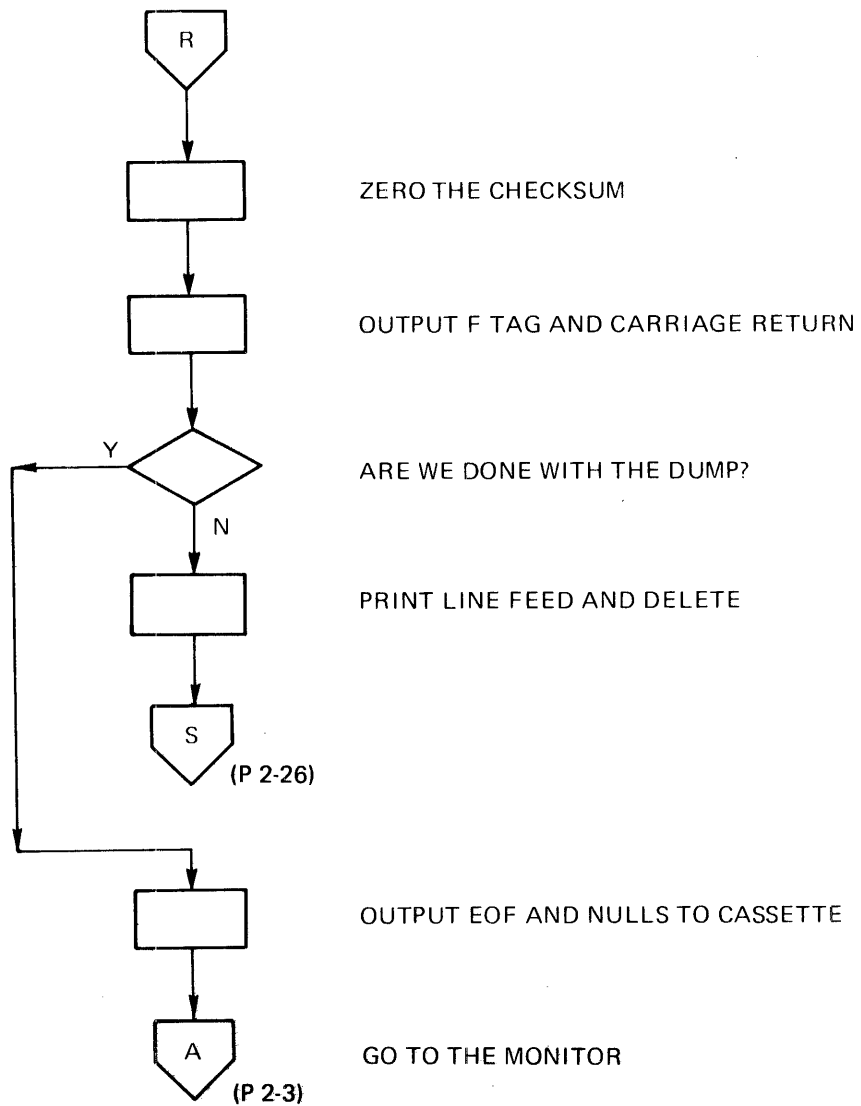 R
ZERO THE CHECKSUM
OUTPUT F TAG AND CARRIAGE RETURN
Y
ARE WE DONE WITH THE DUMP?
N
PRINT LINE FEED AND DELETE
S
(P 2-26)
OUTPUT EOF AND NULLS TO CASSETTE
A
GO TO THE MONITOR
(P 2-3)